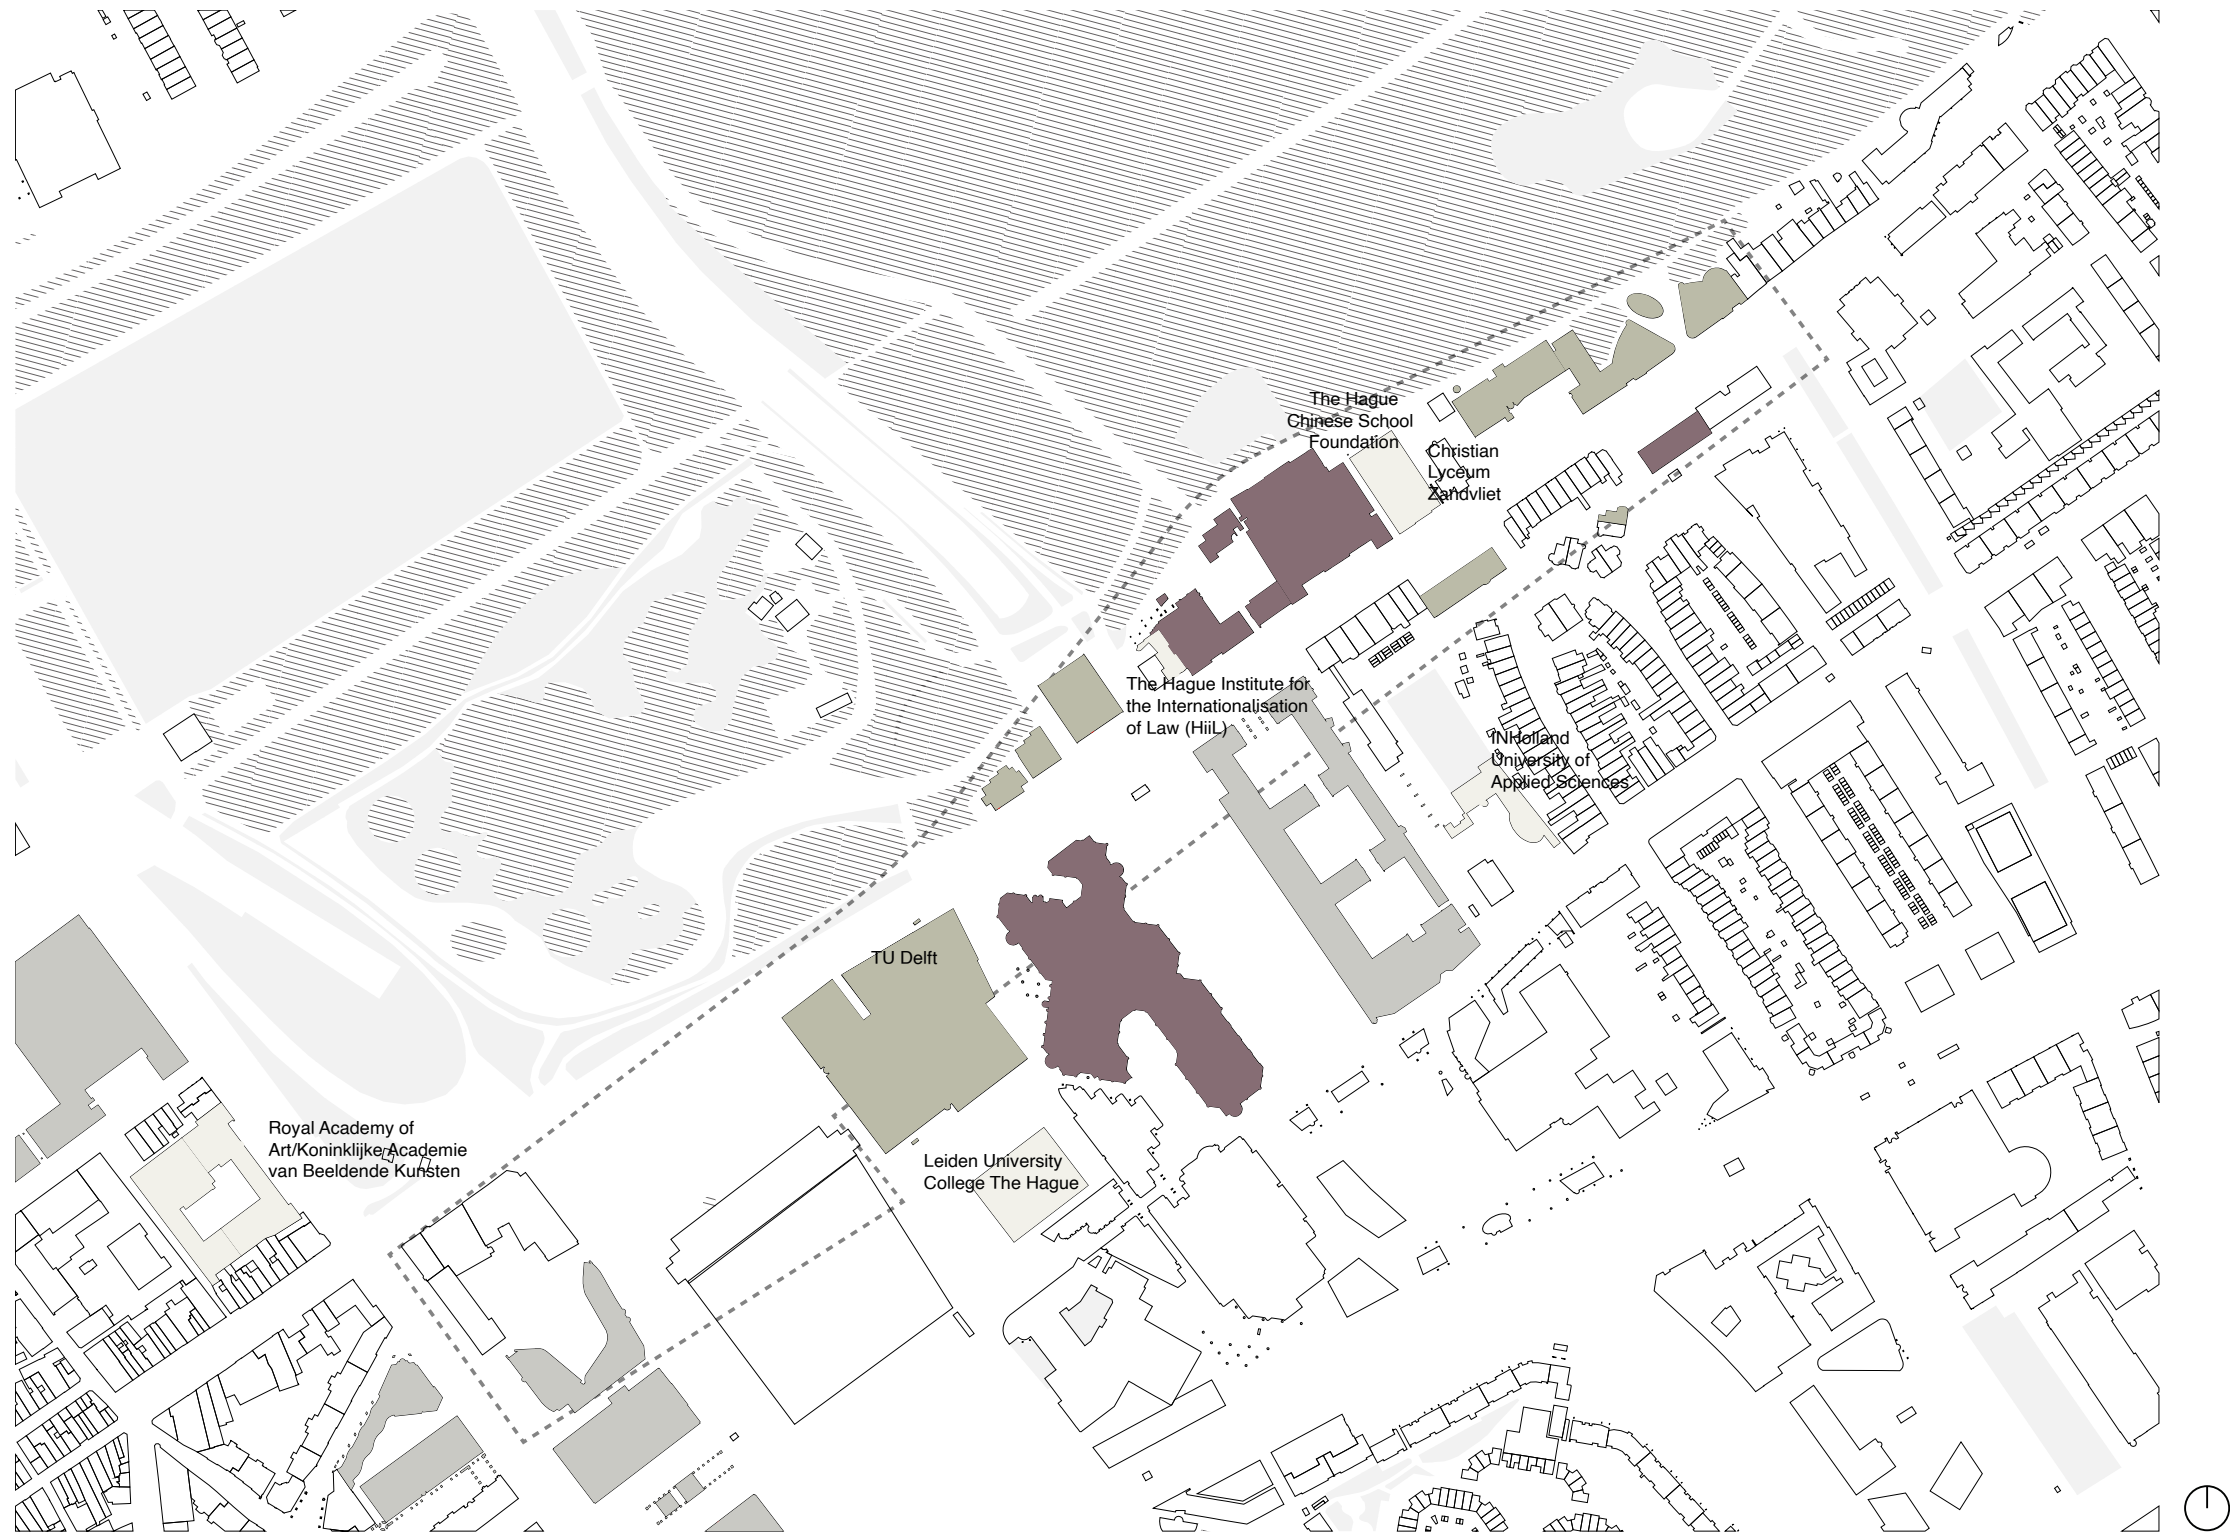 The Hague
Chinese School
Foundation
Christian
Lyceum
Zandvliet
The Hague Institute for
the Internationalisation
of Law (HiiL)
INHolland
University of
Applied Sciences
TU Delft
Royal Academy of
Art/Koninklijke Academie
van Beeldende Kunsten
Leiden University
College The Hague